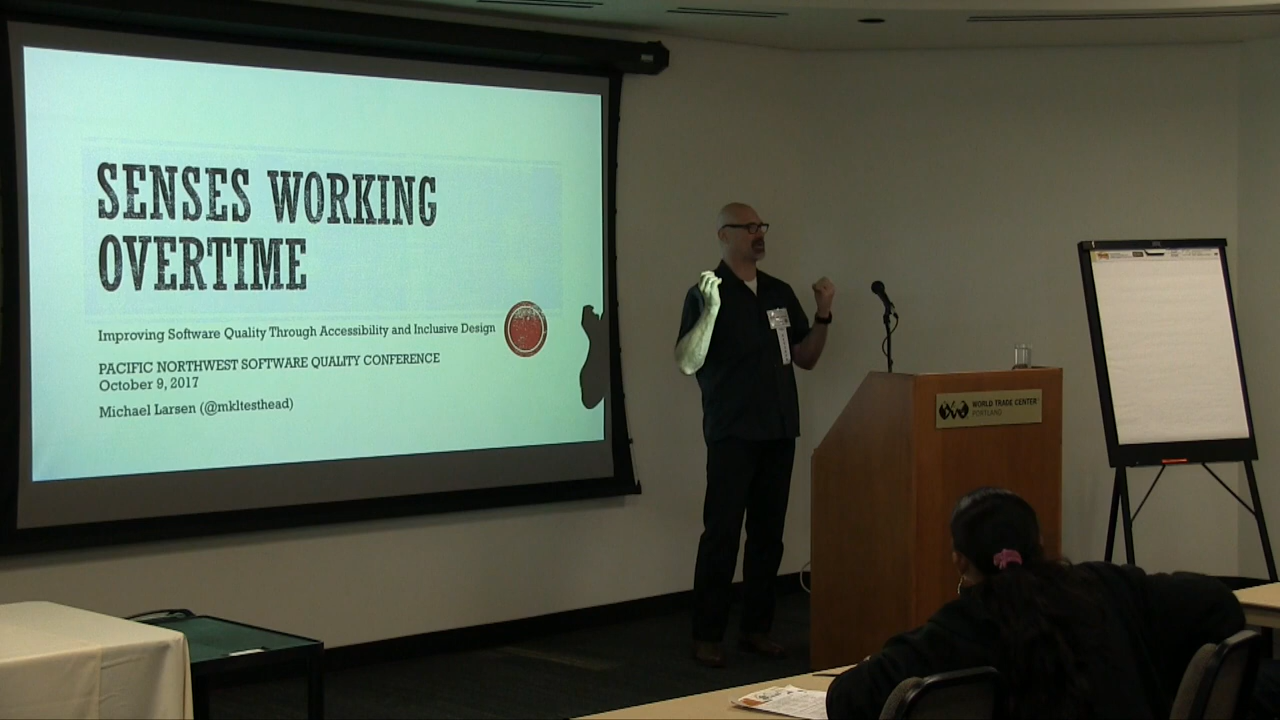 SENSES WORKING
OVERTIME
Improving Software Quality Through Accessibility and Inclusive Design
PACIFIC NORTHWEST SOFTWARE QUALITY CONFERENCE
October 9, 2017
Michael Larsen (@mkltesthead)
WORLD TRADE CENTER
PORTLAND